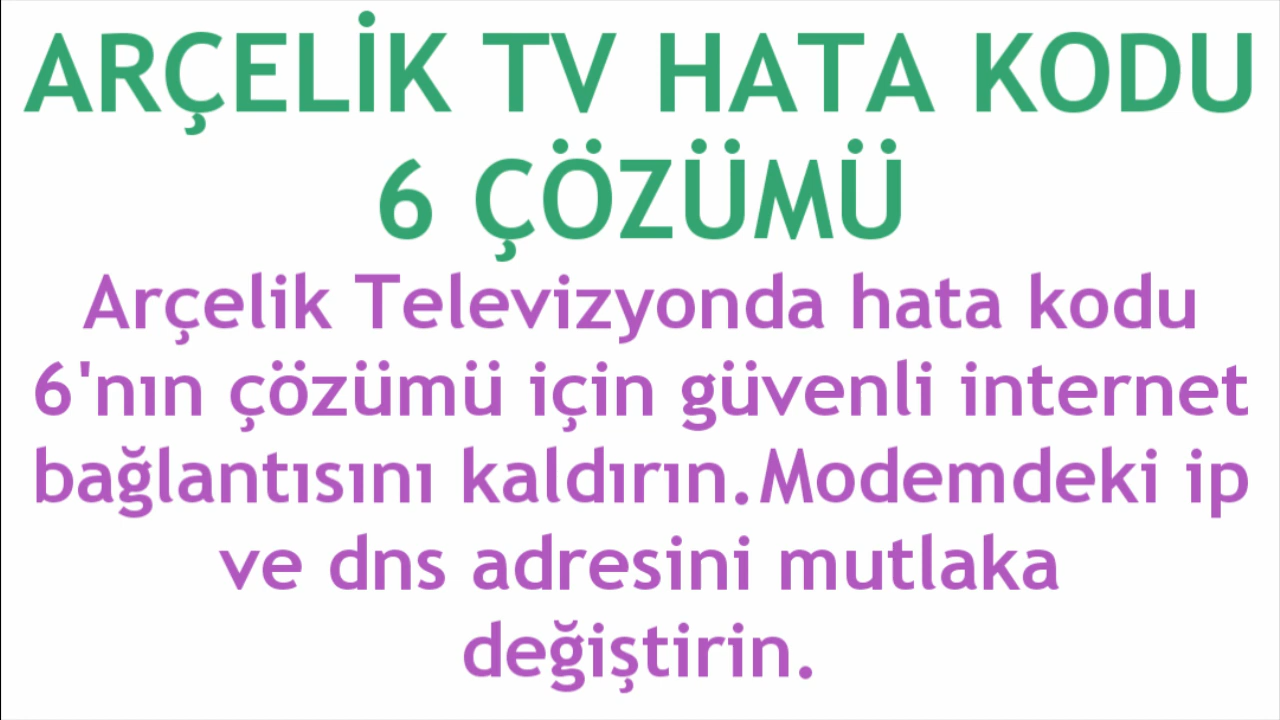 ARÇELİK TV HATA KODU
6 ÇÖZÜMÜ
Arçelik Televizyonda hata kodu
6'nın çözümü için güvenli internet
bağlantısını kaldırın.Modemdeki ip
ve dns adresini mutlaka
değiştirin.